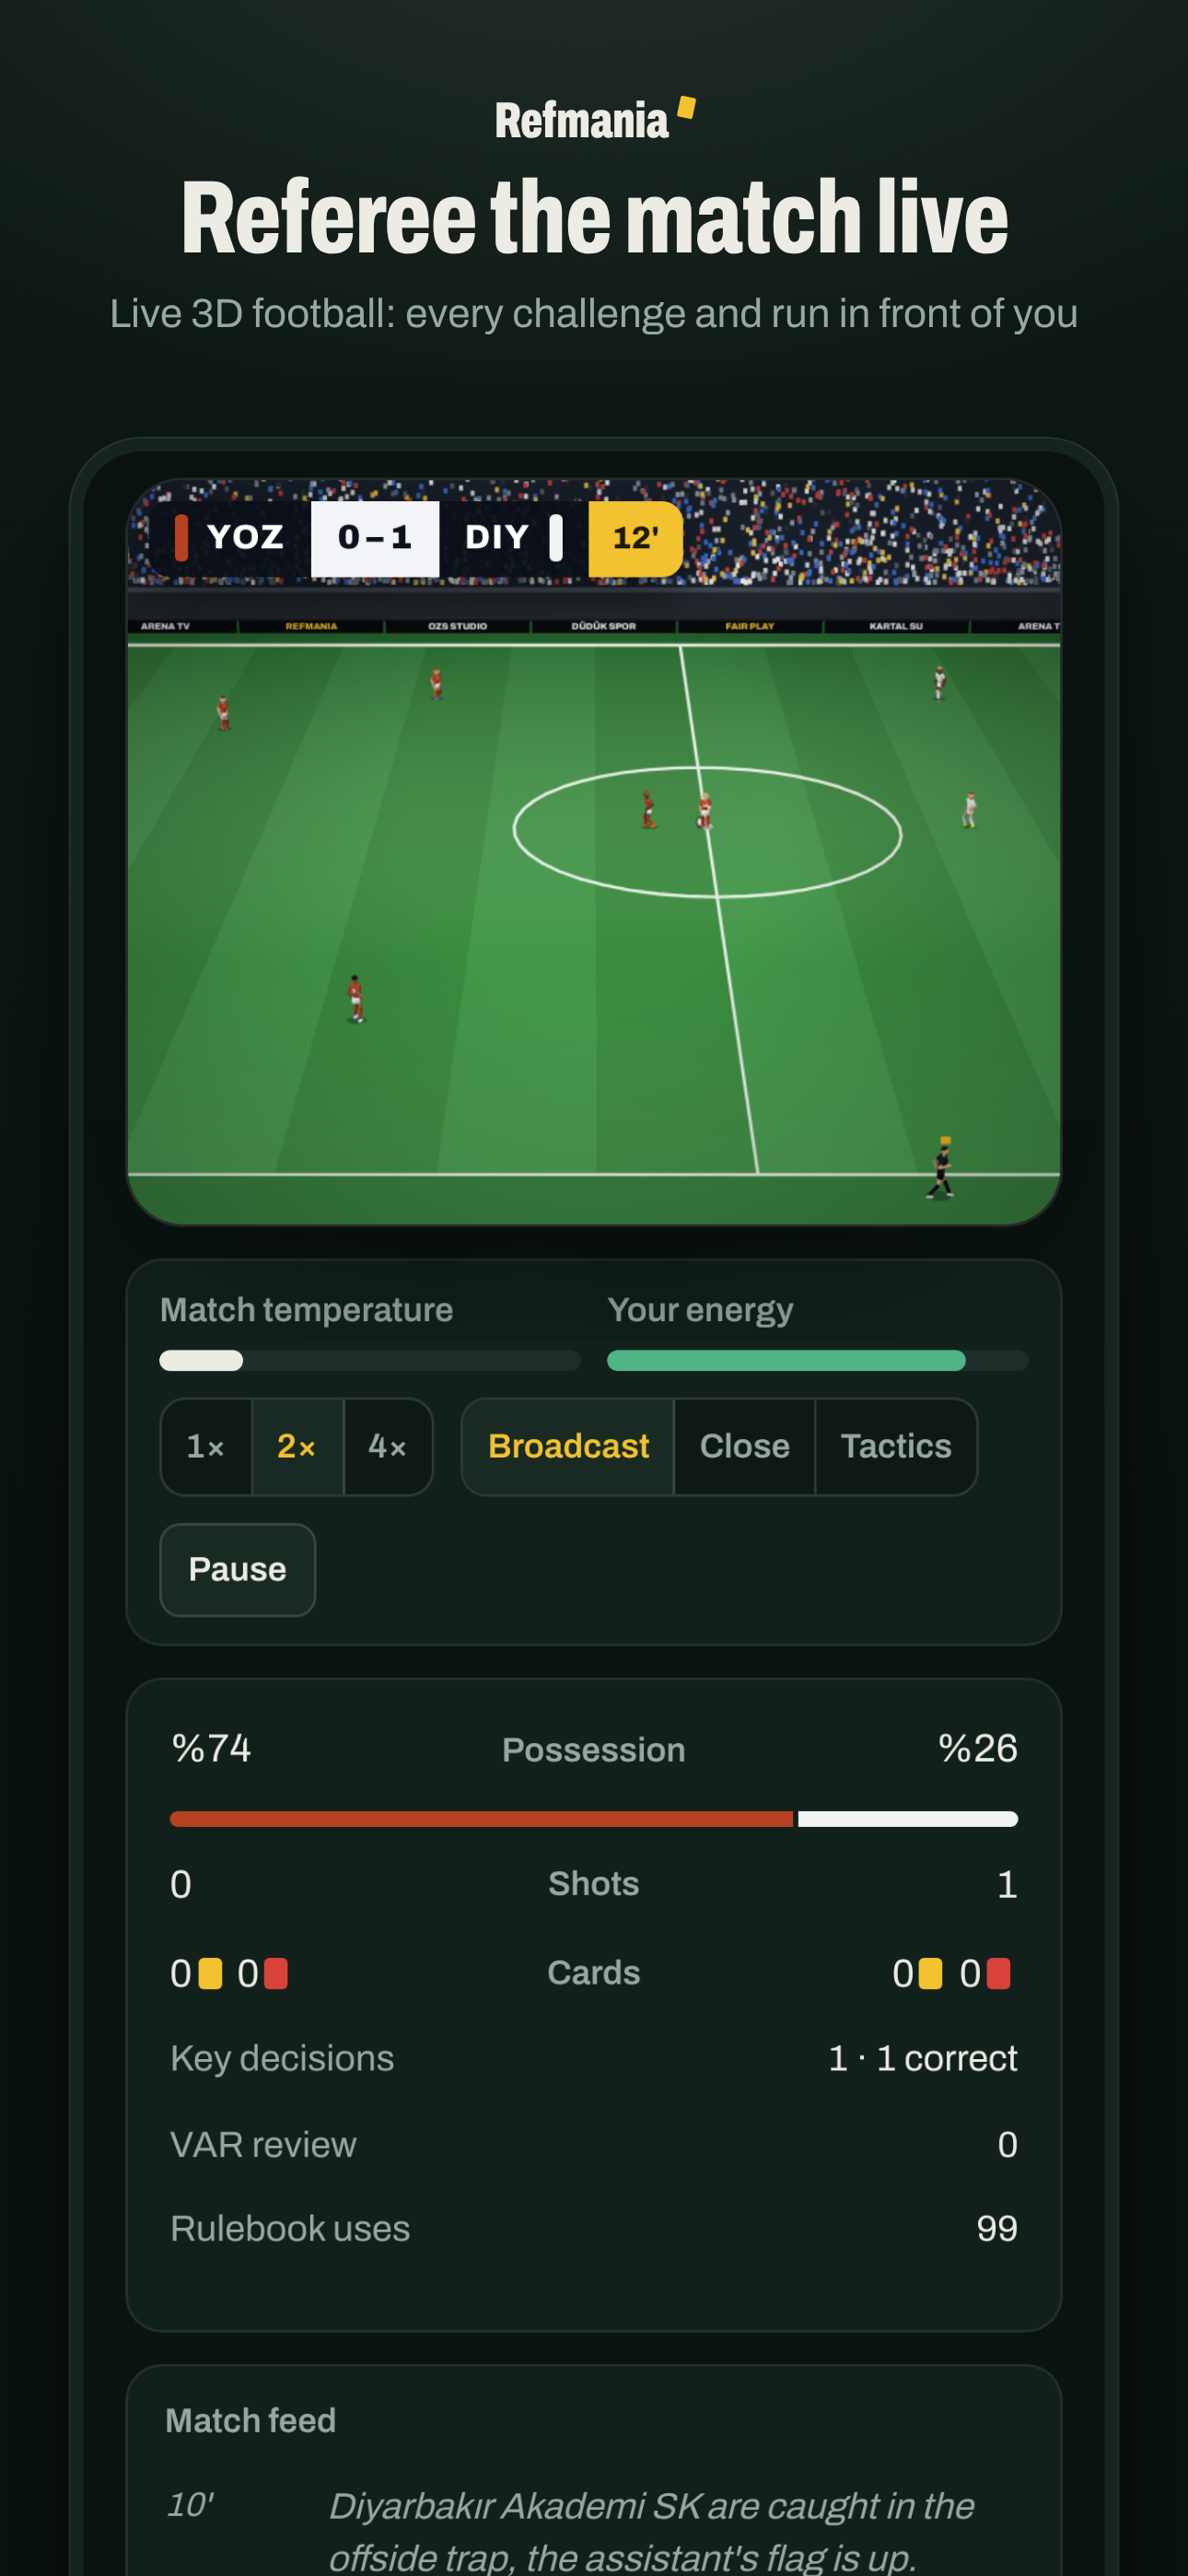 Refmania
Referee the match live
Live 3D football: every challenge and run in front of you
YOZ 0–1 DIY 12'
ARENA TV REFMANIA OZS STUDIO DÜDÜK SPOR FAIR PLAY KARTAL SU ARENA T
Match temperature Your energy
1× 2× 4× Broadcast Close Tactics
Pause
%74 Possession %26
0 Shots 1
0 0 Cards 0 0
Key decisions 1 · 1 correct
VAR review 0
Rulebook uses 99
Match feed
10' Diyarbakır Akademi SK are caught in the
offside trap, the assistant's flag is up.